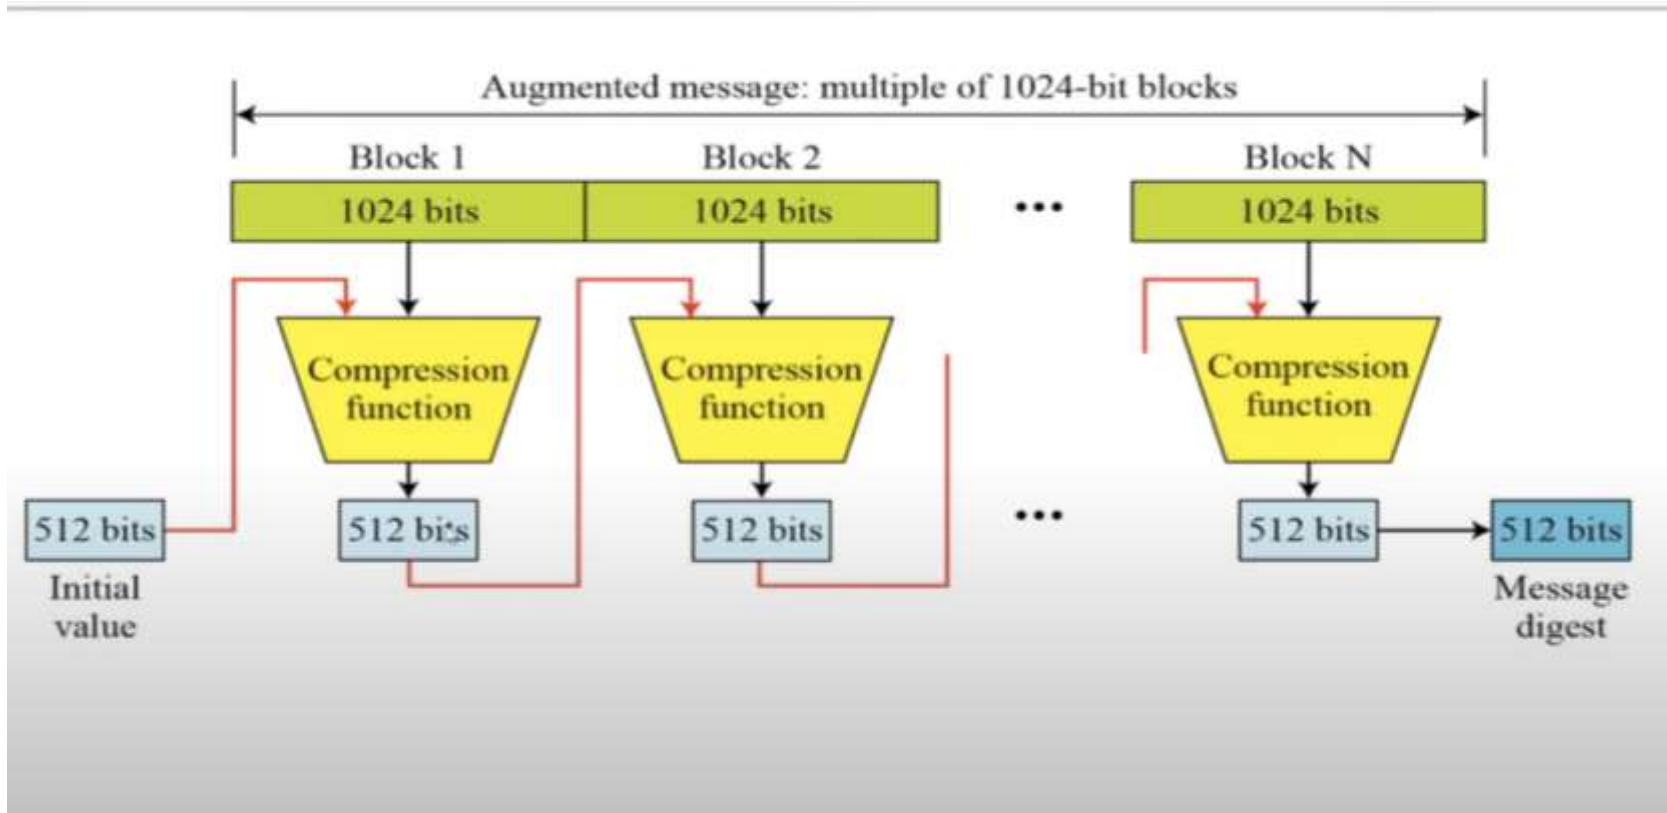 Augmented message: multiple of 1024-bit blocks
Block 1
Block 2
Block N
1024 bits
1024 bits
...
1024 bits
Compression
function
Compression
function
Compression
function
512 bits
512 bits
512 bits
...
512 bits
512 bits
Initial
value
Message
digest